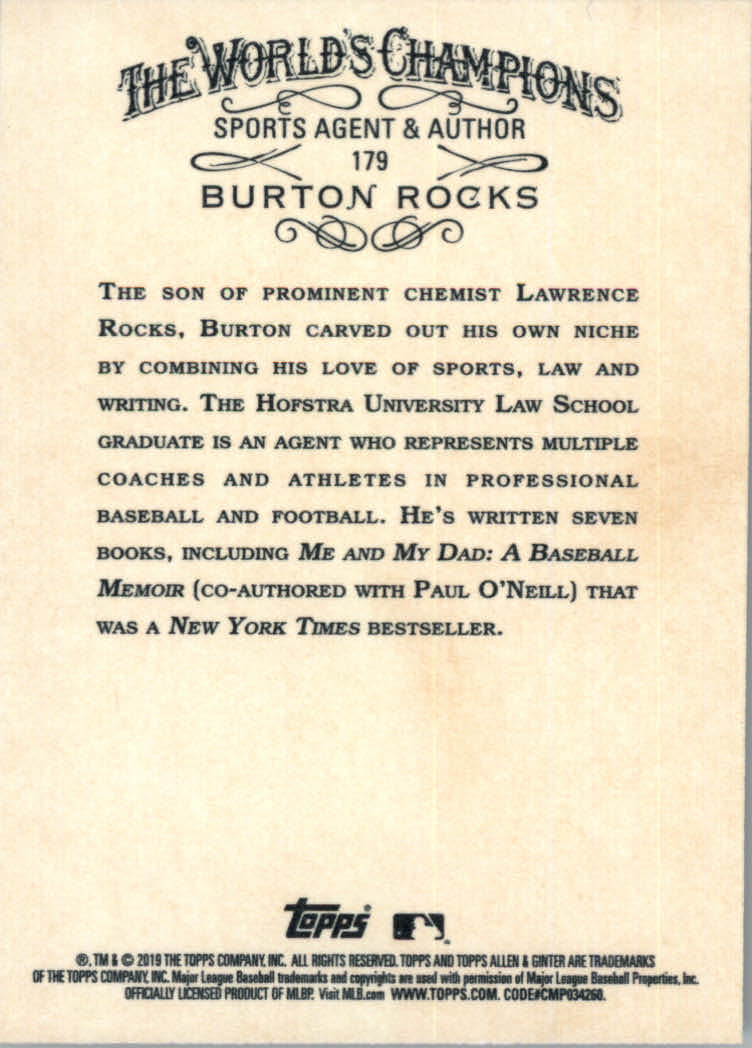 THE WORLD'S CHAMPIONS
SPORTS AGENT & AUTHOR
179
BURTON ROCKS
THE SON OF PROMINENT CHEMIST LAWRENCE
ROCKS, BURTON CARVED OUT HIS OWN NICHE
BY COMBINING HIS LOVE OF SPORTS, LAW AND
WRITING. THE HOFSTRA UNIVERSITY LAW SCHOOL
GRADUATE IS AN AGENT WHO REPRESENTS MULTIPLE
COACHES AND ATHLETES IN PROFESSIONAL
BASEBALL AND FOOTBALL. HE'S WRITTEN SEVEN
BOOKS, INCLUDING ME AND MY DAD: A BASEBALL
MEMOIR (CO-AUTHORED WITH PAUL O'NEILL) THAT
WAS A NEW YORK TIMES BESTSELLER.
Topps®
®, TM & © 2019 THE TOPPS COMPANY, INC. ALL RIGHTS RESERVED. TOPPS AND TOPPS ALLEN & GINTER ARE TRADEMARKS
OF THE TOPPS COMPANY, INC. Major League Baseball trademarks and copyrights are used with permission of Major League Baseball Properties, Inc.
OFFICIALLY LICENSED PRODUCT OF MLBP. Visit MLB.com WWW.TOPPS.COM. CODE#CMP034260.